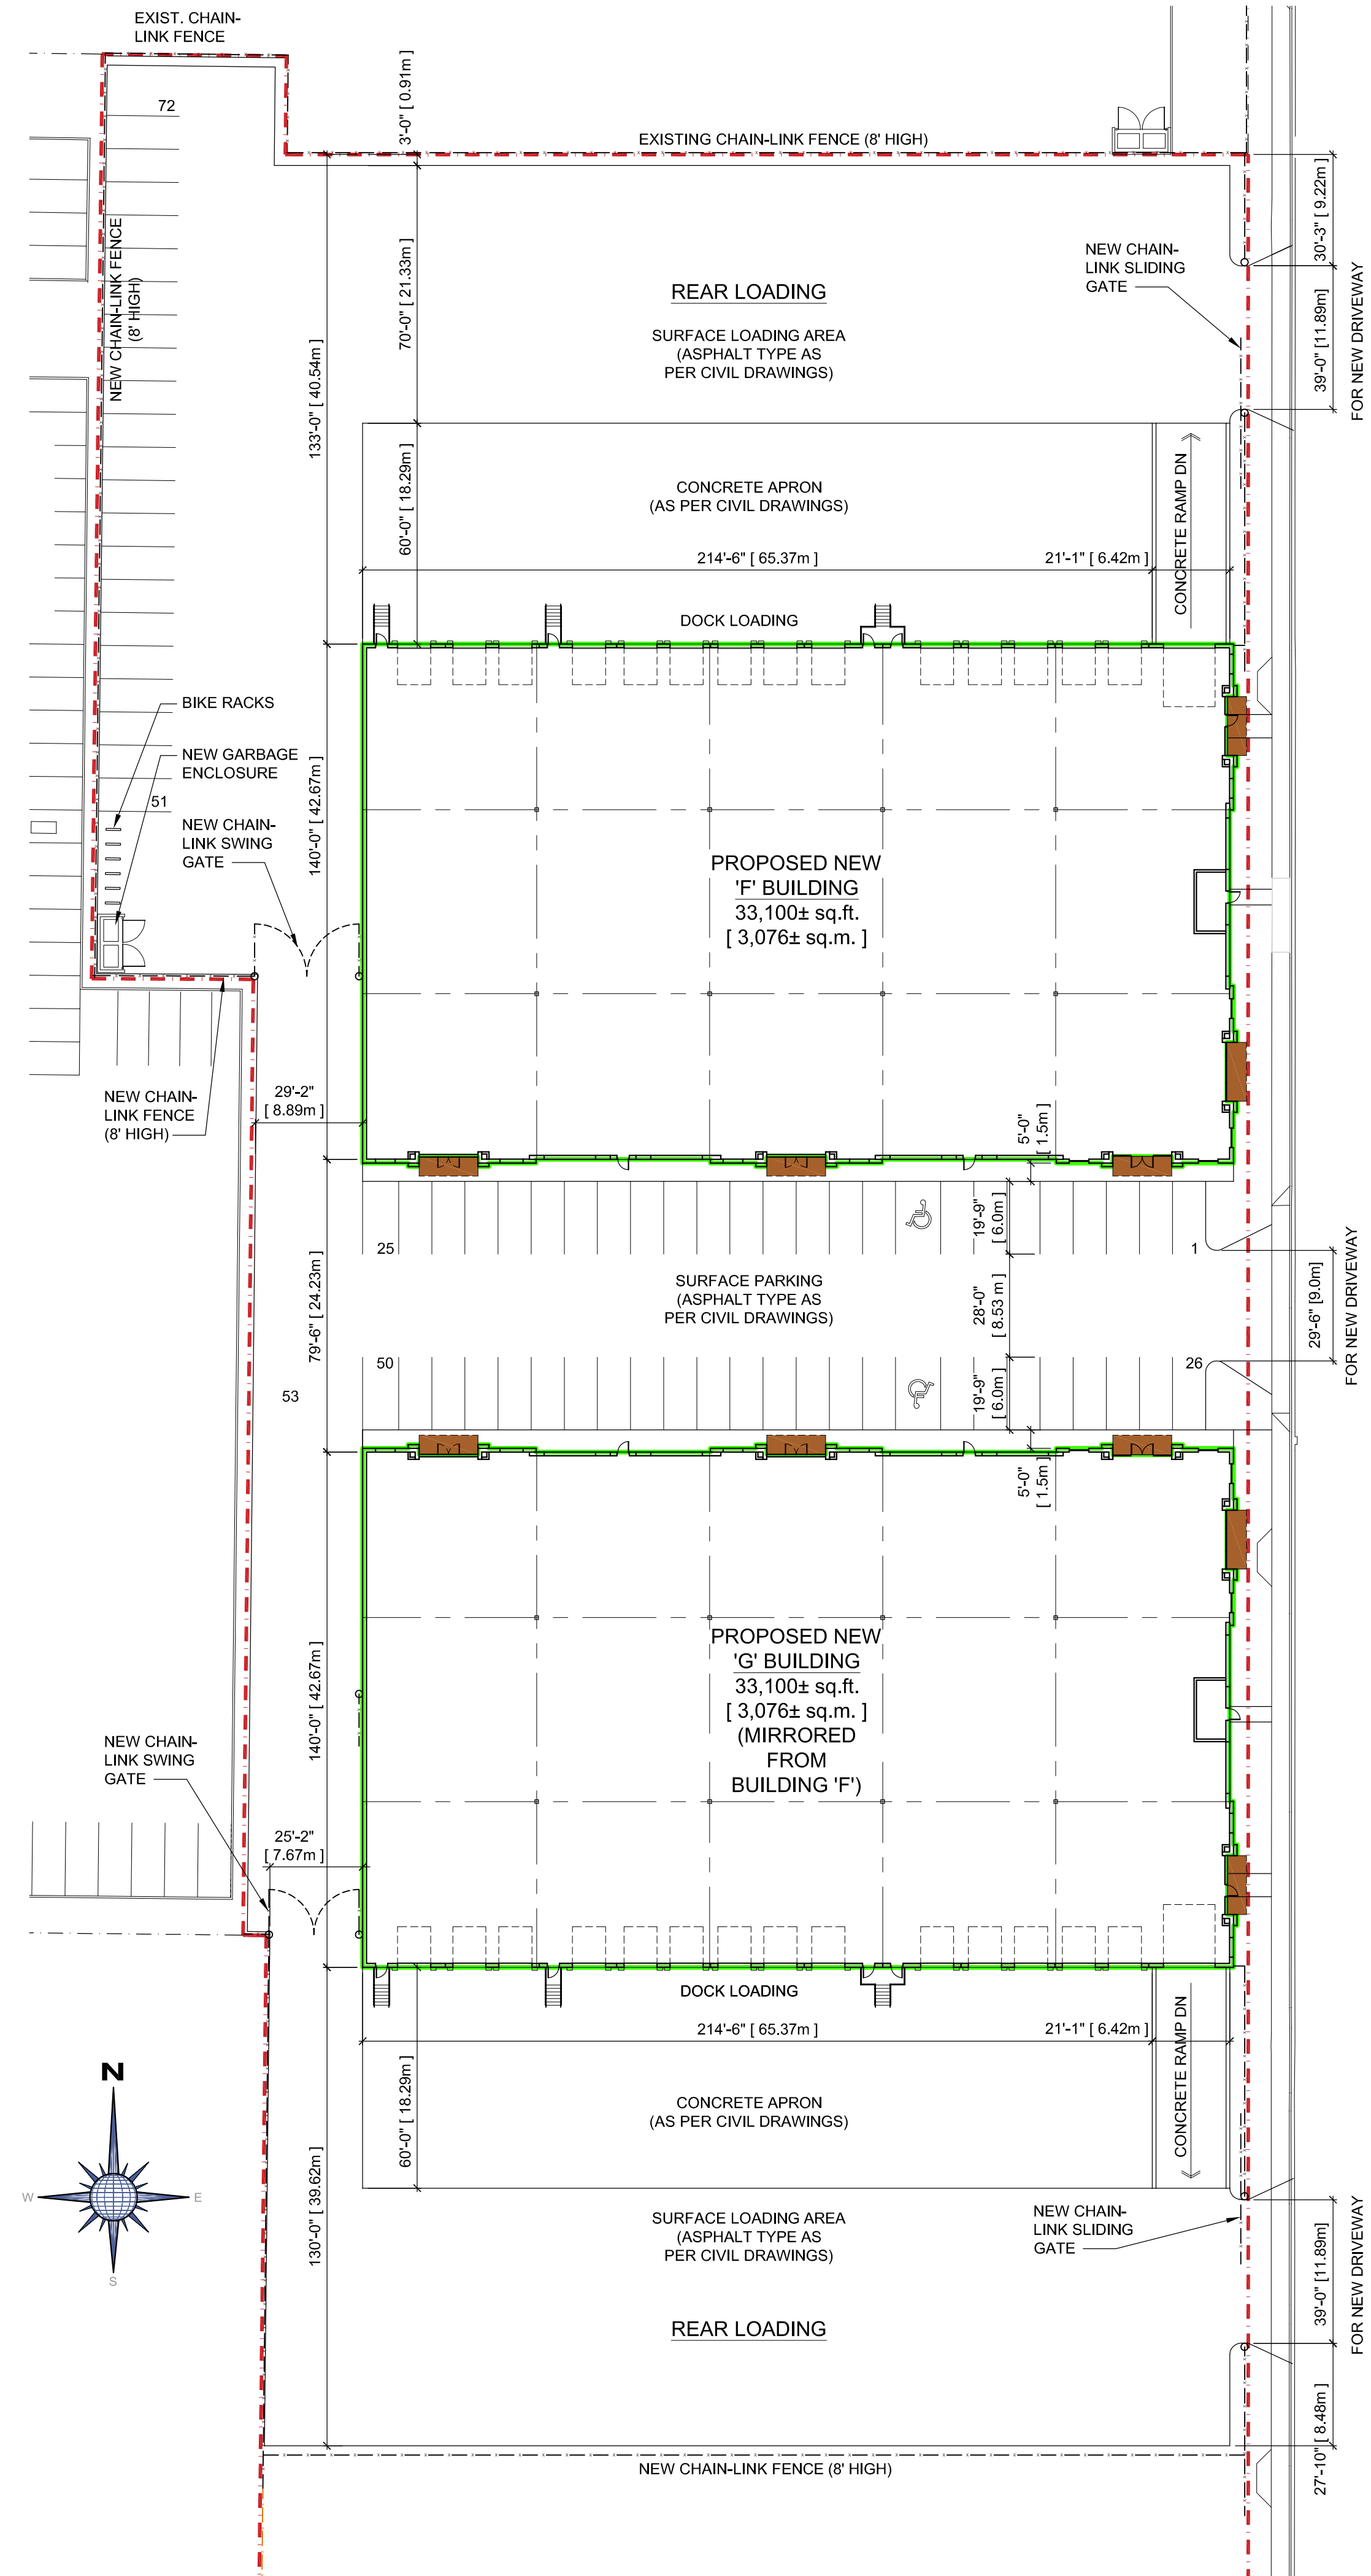 EXIST. CHAIN-
LINK FENCE
72
3'-0" [ 0.91m ]
EXISTING CHAIN-LINK FENCE (8' HIGH)
30'-3" [ 9.22m ]
NEW CHAIN-LINK FENCE
(8' HIGH)
NEW CHAIN-
LINK SLIDING
GATE
70'-0" [ 21.33m ]
REAR LOADING
SURFACE LOADING AREA
(ASPHALT TYPE AS
PER CIVIL DRAWINGS)
39'-0" [11.89m]
FOR NEW DRIVEWAY
133'-0" [ 40.54m ]
60'-0" [ 18.29m ]
CONCRETE APRON
(AS PER CIVIL DRAWINGS)
CONCRETE RAMP DN
214'-6" [ 65.37m ]
21'-1" [ 6.42m ]
DOCK LOADING
BIKE RACKS
NEW GARBAGE
ENCLOSURE
51
NEW CHAIN-
LINK SWING
GATE
140'-0" [ 42.67m ]
PROPOSED NEW
'F' BUILDING
33,100± sq.ft.
[ 3,076± sq.m. ]
NEW CHAIN-
LINK FENCE
(8' HIGH)
29'-2"
[ 8.89m ]
5'-0"
[ 1.5m ]
19'-9"
[ 6.0m ]
25
1
79'-6" [ 24.23m ]
SURFACE PARKING
(ASPHALT TYPE AS
PER CIVIL DRAWINGS)
28'-0"
[ 8.53 m ]
29'-6" [9.0m]
FOR NEW DRIVEWAY
50
26
53
19'-9"
[ 6.0m ]
5'-0"
[ 1.5m ]
140'-0" [ 42.67m ]
PROPOSED NEW
'G' BUILDING
33,100± sq.ft.
[ 3,076± sq.m. ]
(MIRRORED
FROM
BUILDING 'F')
NEW CHAIN-
LINK SWING
GATE
25'-2"
[ 7.67m ]
DOCK LOADING
214'-6" [ 65.37m ]
21'-1" [ 6.42m ]
N
W
E
S
60'-0" [ 18.29m ]
CONCRETE APRON
(AS PER CIVIL DRAWINGS)
CONCRETE RAMP DN
130'-0" [ 39.62m ]
SURFACE LOADING AREA
(ASPHALT TYPE AS
PER CIVIL DRAWINGS)
NEW CHAIN-
LINK SLIDING
GATE
39'-0" [11.89m]
FOR NEW DRIVEWAY
REAR LOADING
27'-10" [ 8.48m ]
NEW CHAIN-LINK FENCE (8' HIGH)